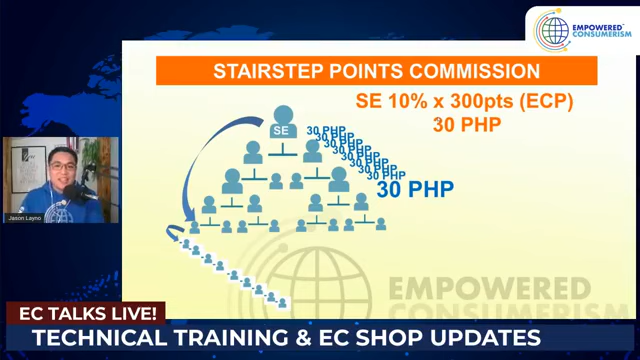 EMPOWERED
CONSUMERISM
STAIRSTEP POINTS COMMISSION
SE 10% x 300pts (ECP)
30 PHP
SE
30 PHP
30 PHP
30 PHP
30 PHP
30 PHP
30 PHP
30 PHP
30 PHP
Jason Layno
EMPOWERED
CONSUMERISM
EC TALKS LIVE!
TECHNICAL TRAINING & EC SHOP UPDATES